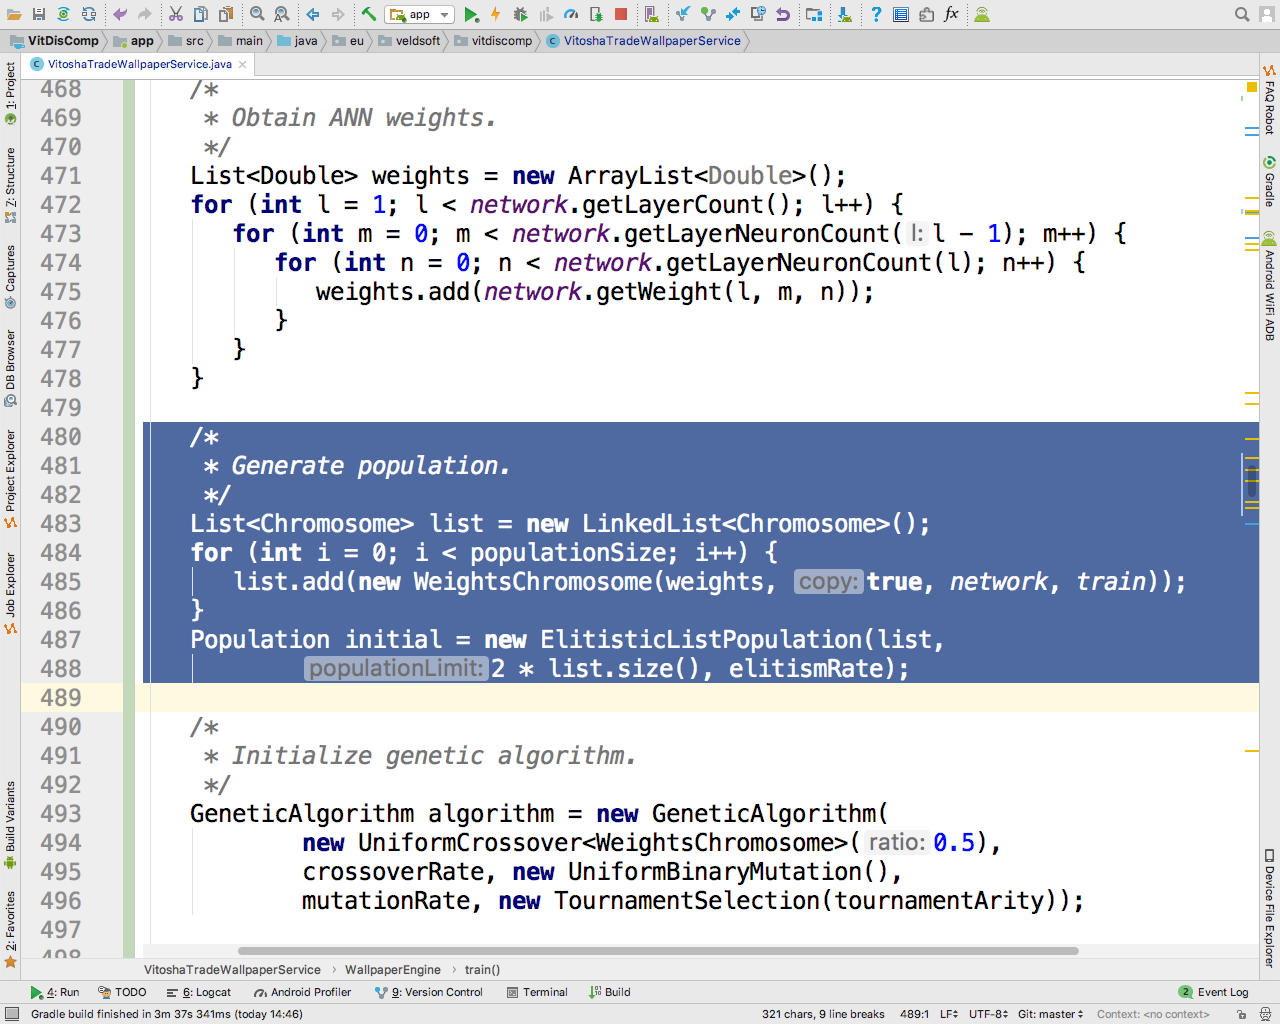 app
VitDisComp app src main java eu veldsoft vitdiscomp VitoshaTradeWallpaperService
VitoshaTradeWallpaperService.java
1: Project
7: Structure
Captures
DB Browser
Project Explorer
Job Explorer
Build Variants
2: Favorites
468 /*
469 * Obtain ANN weights.
470 */
471 List<Double> weights = new ArrayList<Double>();
472 for (int l = 1; l < network.getLayerCount(); l++) {
473 for (int m = 0; m < network.getLayerNeuronCount( l: l - 1); m++) {
474 for (int n = 0; n < network.getLayerNeuronCount(l); n++) {
475 weights.add(network.getWeight(l, m, n));
476 }
477 }
478 }
479
480 /*
481 * Generate population.
482 */
483 List<Chromosome> list = new LinkedList<Chromosome>();
484 for (int i = 0; i < populationSize; i++) {
485 list.add(new WeightsChromosome(weights, copy: true, network, train));
486 }
487 Population initial = new ElitisticListPopulation(list,
488 populationLimit: 2 * list.size(), elitismRate);
489
490 /*
491 * Initialize genetic algorithm.
492 */
493 GeneticAlgorithm algorithm = new GeneticAlgorithm(
494 new UniformCrossover<WeightsChromosome>( ratio: 0.5),
495 crossoverRate, new UniformBinaryMutation(),
496 mutationRate, new TournamentSelection(tournamentArity));
497
498
FAQ Robot
Gradle
Android WiFi ADB
Device File Explorer
VitoshaTradeWallpaperService › WallpaperEngine › train()
4: Run TODO 6: Logcat Android Profiler 9: Version Control Terminal Build 2 Event Log
Gradle build finished in 3m 37s 341ms (today 14:46) 321 chars, 9 line breaks 489:1 LF UTF-8 Git: master Context: <no context>